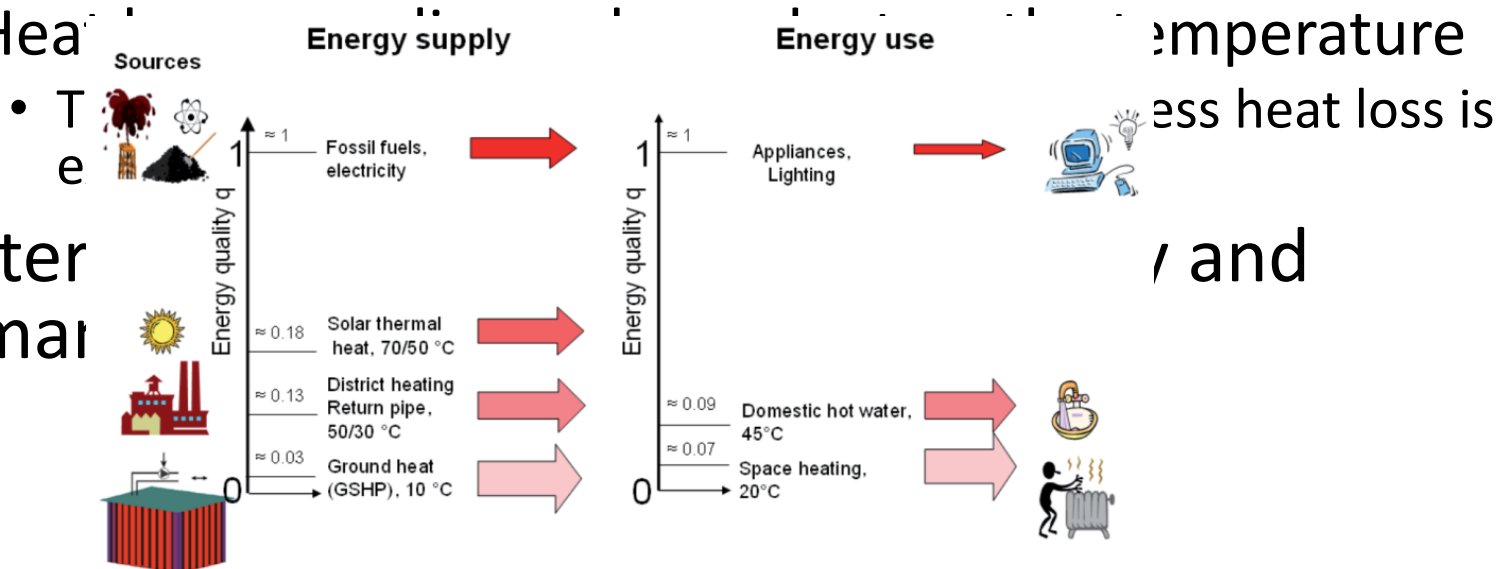 emperature
• T
ess heat loss is
e
y and
Energy supply
Sources
≈ 1
1
Fossil fuels,
electricity
Energy quality q
≈ 0.18
Solar thermal
heat, 70/50 °C
≈ 0.13
District heating
Return pipe,
50/30 °C
≈ 0.03
Ground heat
(GSHP), 10 °C
0
Energy use
≈ 1
1
Appliances,
Lighting
Energy quality q
≈ 0.09
Domestic hot water,
45°C
≈ 0.07
Space heating,
20°C
0